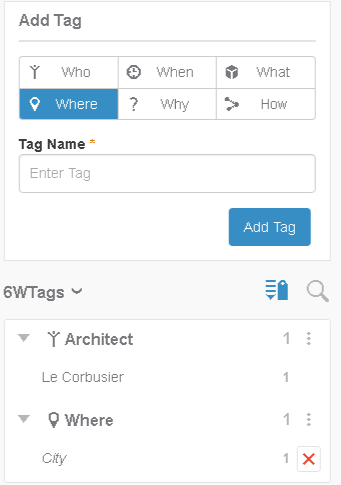 Add Tag
Who When What
Where Why How
Tag Name *
Enter Tag
Add Tag
6WTags
Architect 1
Le Corbusier 1
Where 1
City 1